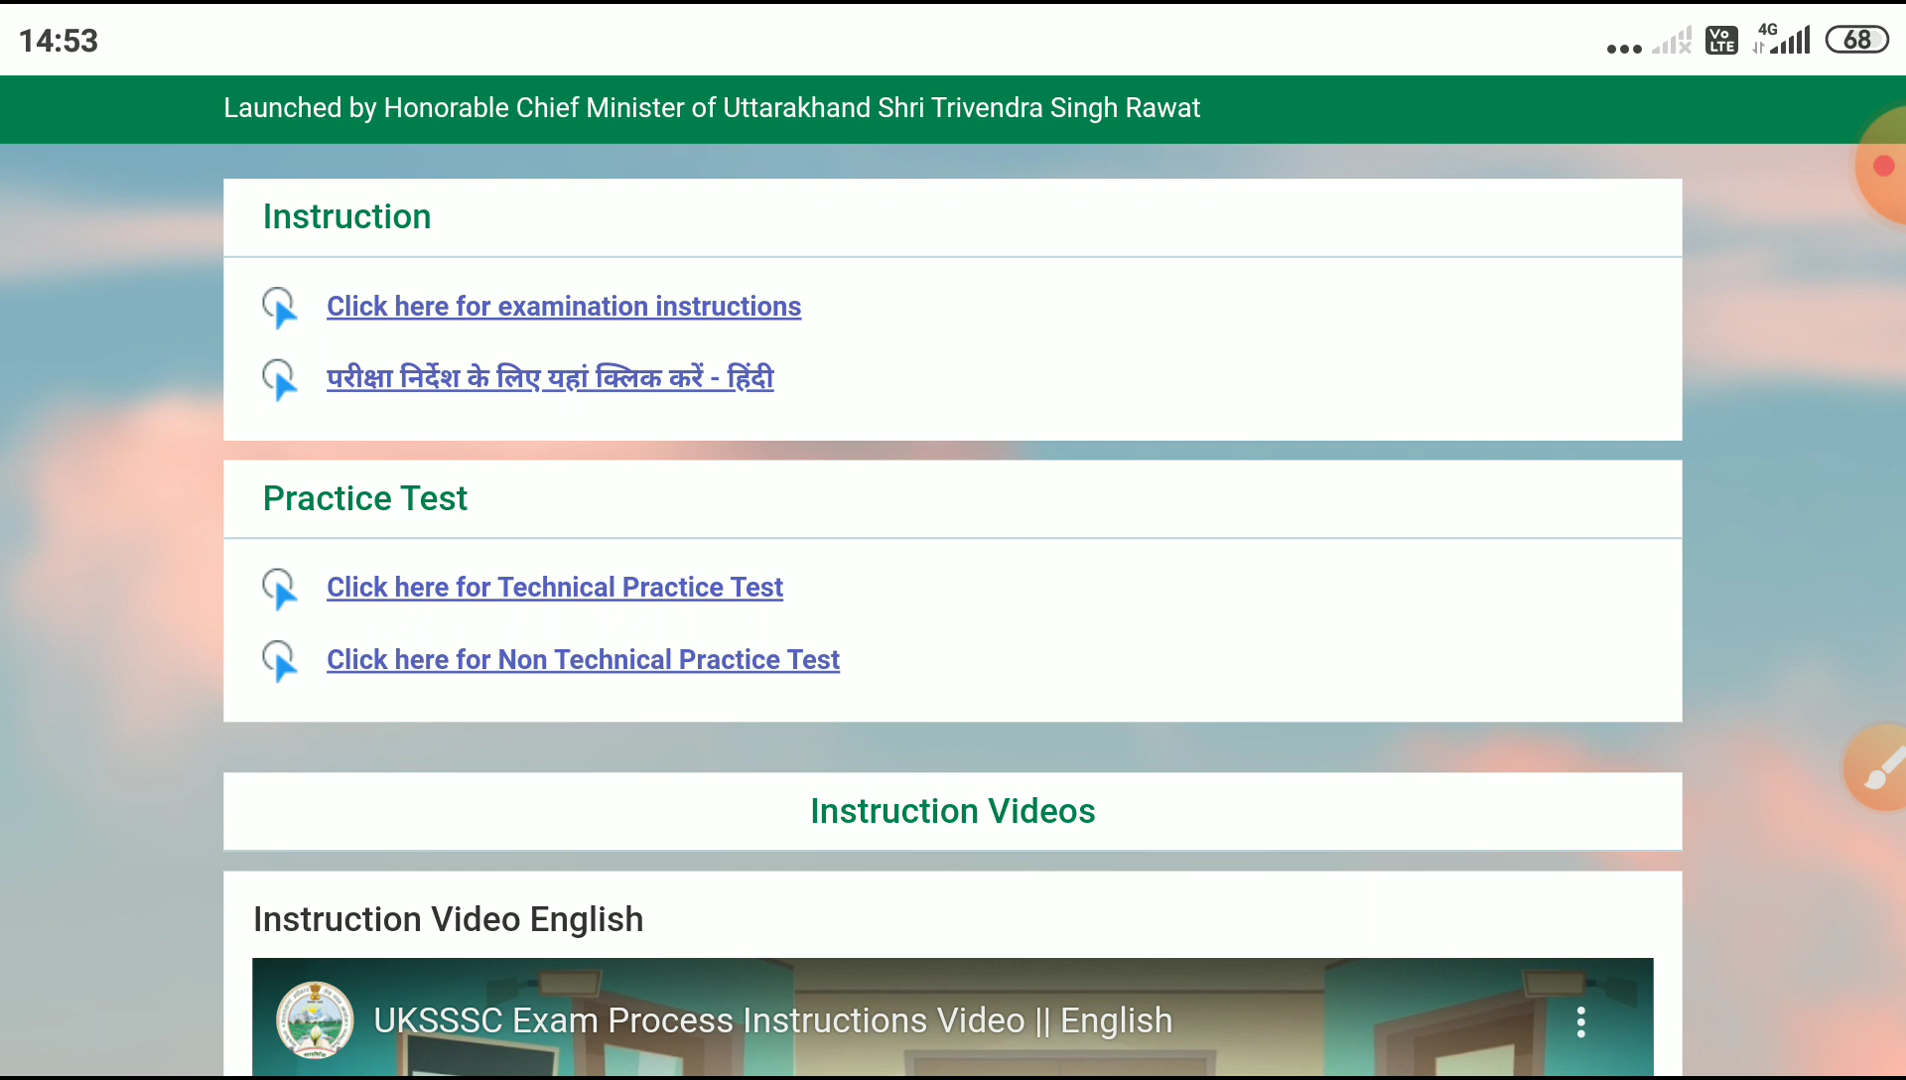 14:53
Vo LTE 4G 68
Launched by Honorable Chief Minister of Uttarakhand Shri Trivendra Singh Rawat
Instruction
Click here for examination instructions
परीक्षा निर्देश के लिए यहां क्लिक करें - हिंदी
Practice Test
Click here for Technical Practice Test
Click here for Non Technical Practice Test
Instruction Videos
Instruction Video English
UKSSSC Exam Process Instructions Video || English